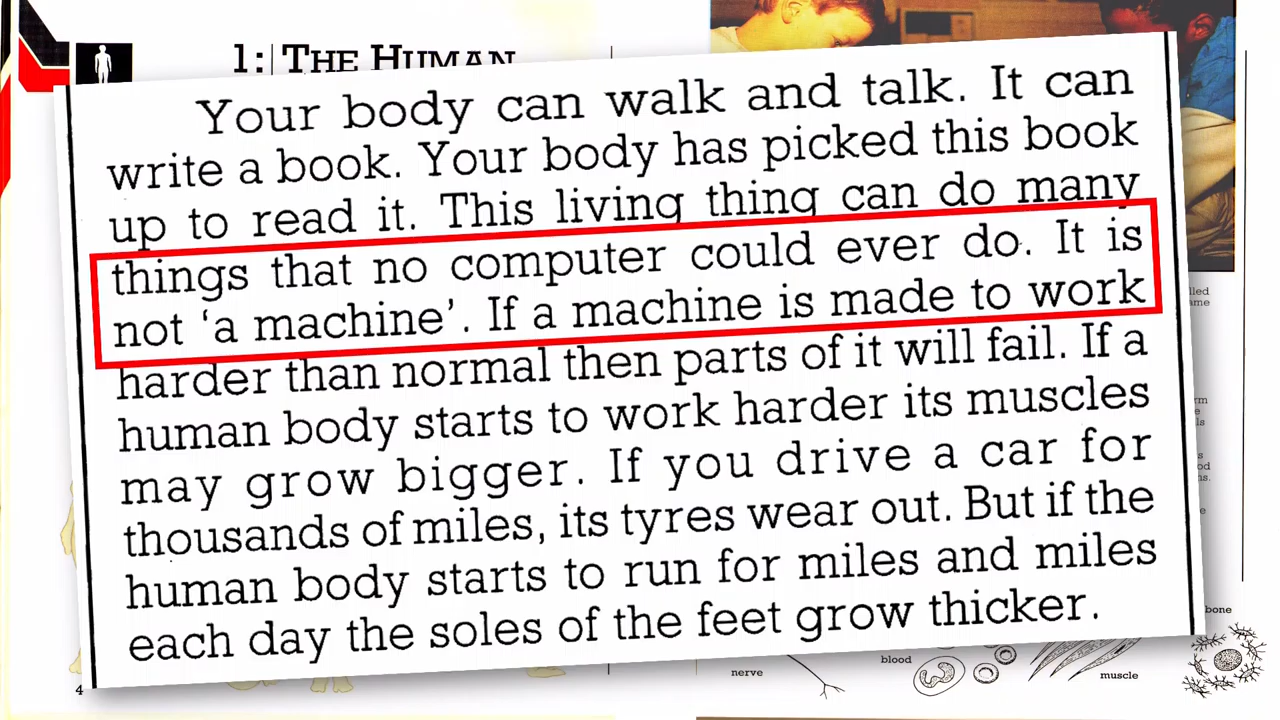 1: THE HUMAN
Your body can walk and talk. It can
write a book. Your body has picked this book
up to read it. This living thing can do many
things that no computer could ever do. It is
not ‘a machine’. If a machine is made to work
harder than normal then parts of it will fail. If a
human body starts to work harder its muscles
may grow bigger. If you drive a car for
thousands of miles, its tyres wear out. But if the
human body starts to run for miles and miles
each day the soles of the feet grow thicker.
4
nerve
blood
muscle
bone